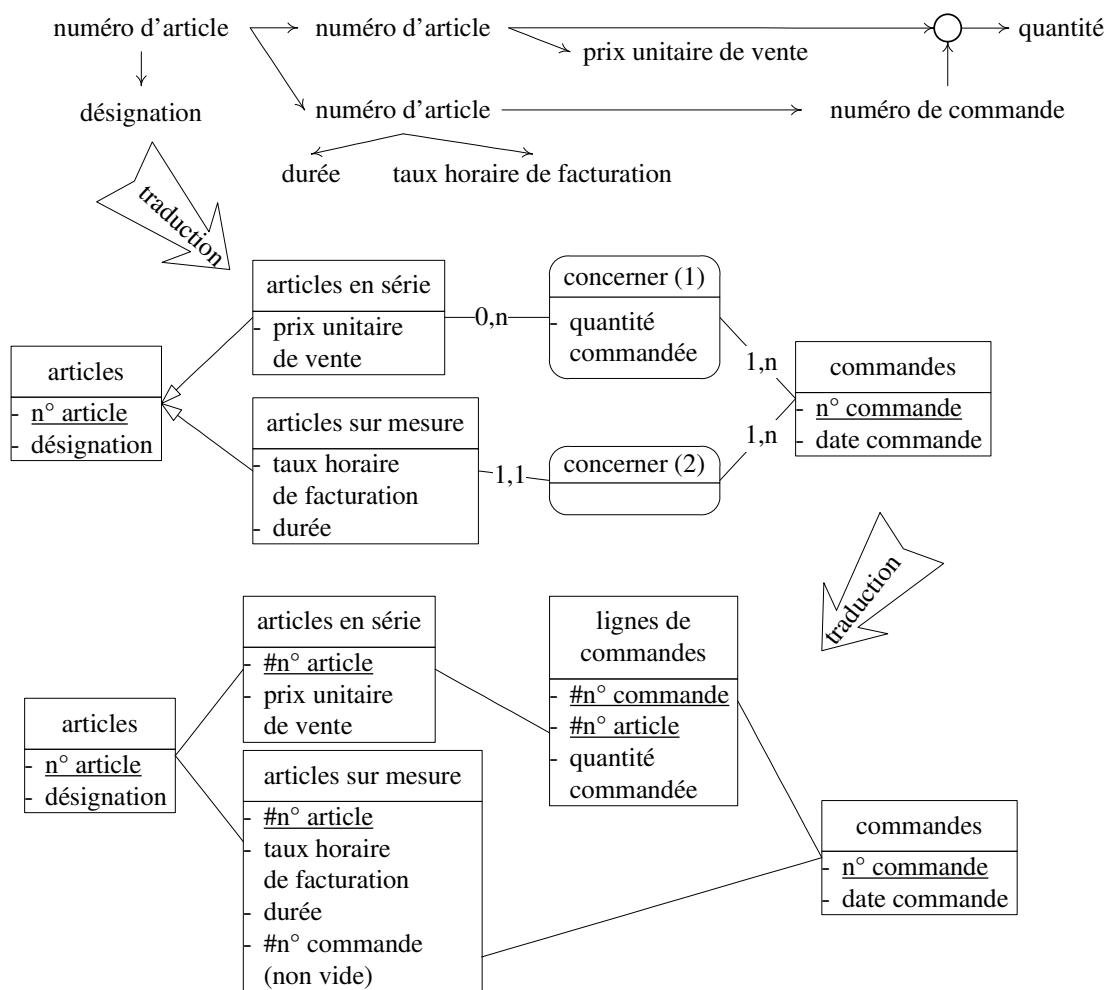 numéro d'article
numéro d'article
quantité
prix unitaire de vente
désignation
numéro d'article
numéro de commande
durée
taux horaire de facturation
traduction
articles en série
- prix unitaire
de vente
0,n
concerner (1)
- quantité
commandée
1,n
articles
- n° article
- désignation
commandes
- n° commande
- date commande
articles sur mesure
- taux horaire
de facturation
- durée
1,1
concerner (2)
1,n
traduction
articles en série
- #n° article
- prix unitaire
de vente
lignes de
commandes
- #n° commande
- #n° article
- quantité
commandée
articles
- n° article
- désignation
articles sur mesure
- #n° article
- taux horaire
de facturation
- durée
- #n° commande
(non vide)
commandes
- n° commande
- date commande